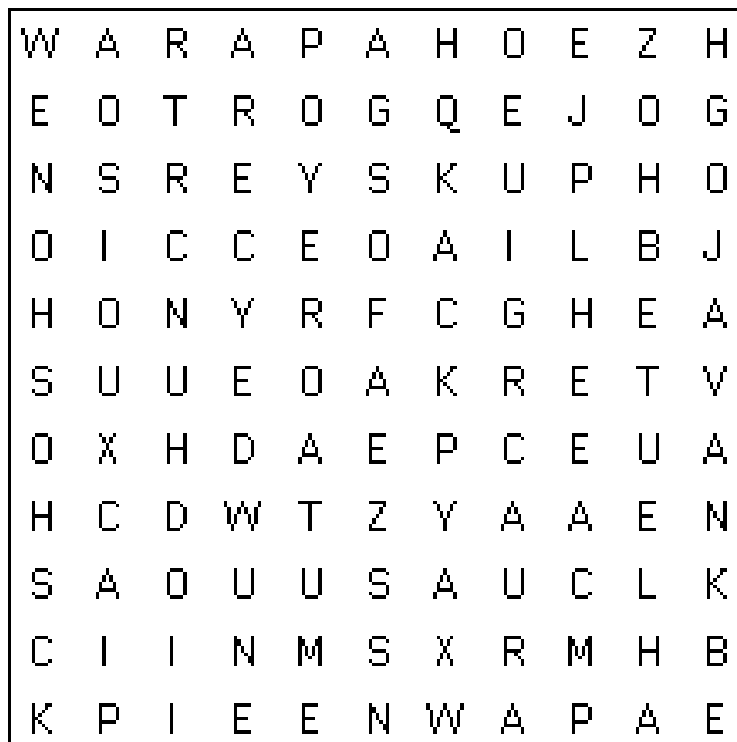 W A R A P A H O E Z H
E O T R O G Q E J O G
N S R E Y S K U P H O
O I C C E O A I L B J
H O N Y R F C G H E A
S U U E O A K R E T V
O X H D A E P C E U A
H C D W T Z Y A A E N
S A O U U S A U C L K
C I I N M S X R M H B
K P I E E N W A P A E